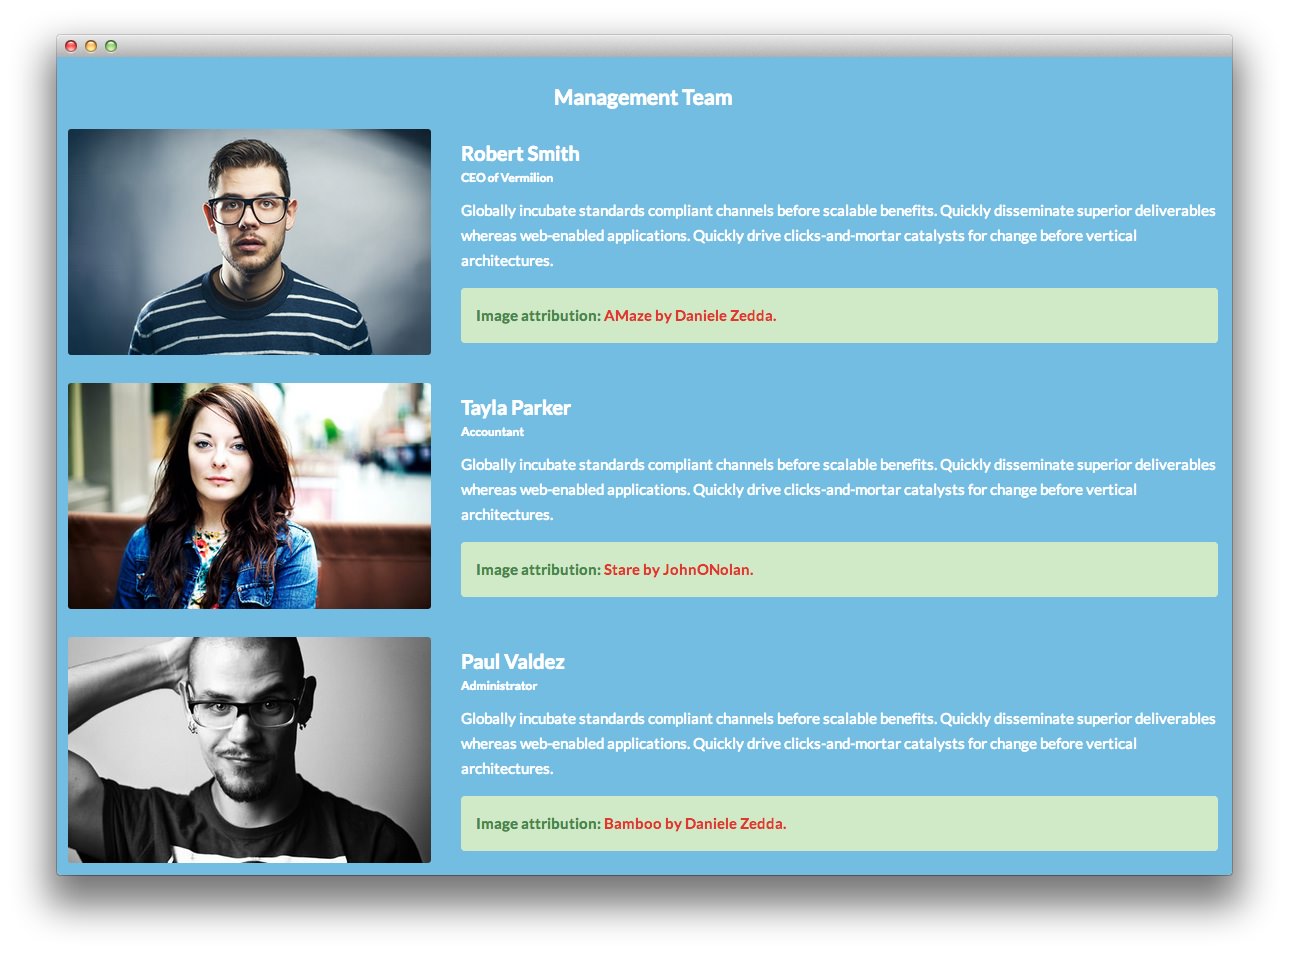 Management Team
Robert Smith
CEO of Vermilion
Globally incubate standards compliant channels before scalable benefits. Quickly disseminate superior deliverables
whereas web-enabled applications. Quickly drive clicks-and-mortar catalysts for change before vertical
architectures.
Image attribution: AMaze by Daniele Zedda.
Tayla Parker
Accountant
Globally incubate standards compliant channels before scalable benefits. Quickly disseminate superior deliverables
whereas web-enabled applications. Quickly drive clicks-and-mortar catalysts for change before vertical
architectures.
Image attribution: Stare by JohnONolan.
Paul Valdez
Administrator
Globally incubate standards compliant channels before scalable benefits. Quickly disseminate superior deliverables
whereas web-enabled applications. Quickly drive clicks-and-mortar catalysts for change before vertical
architectures.
Image attribution: Bamboo by Daniele Zedda.